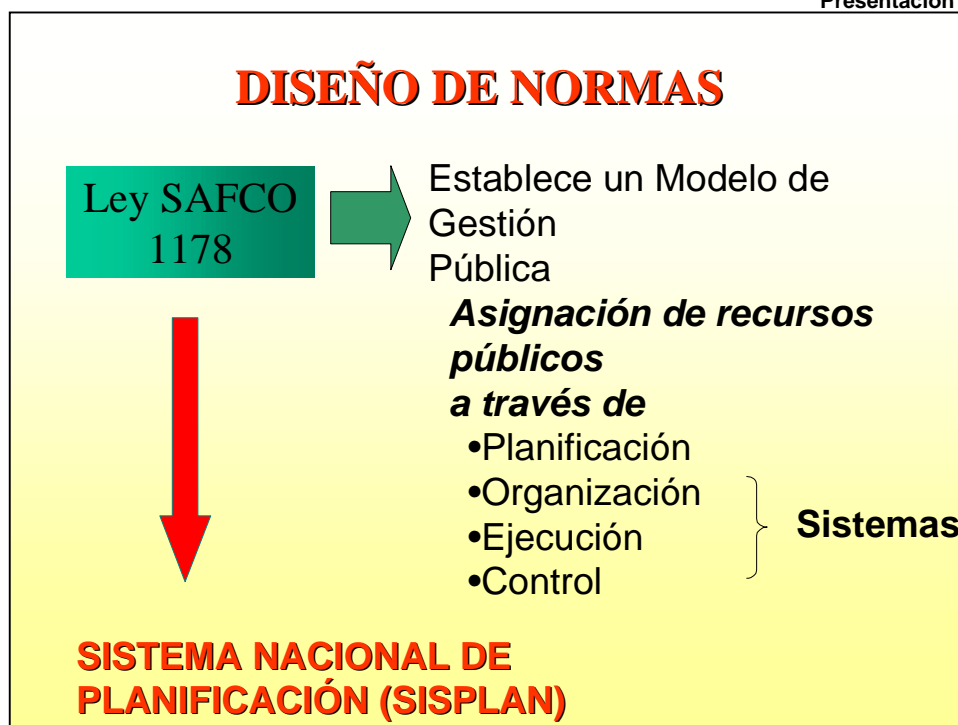 Presentación
DISEÑO DE NORMAS
Ley SAFCO
1178
Establece un Modelo de
Gestión
Pública
Asignación de recursos
públicos
a través de
•Planificación
•Organización
•Ejecución
•Control
Sistemas
SISTEMA NACIONAL DE
PLANIFICACIÓN (SISPLAN)